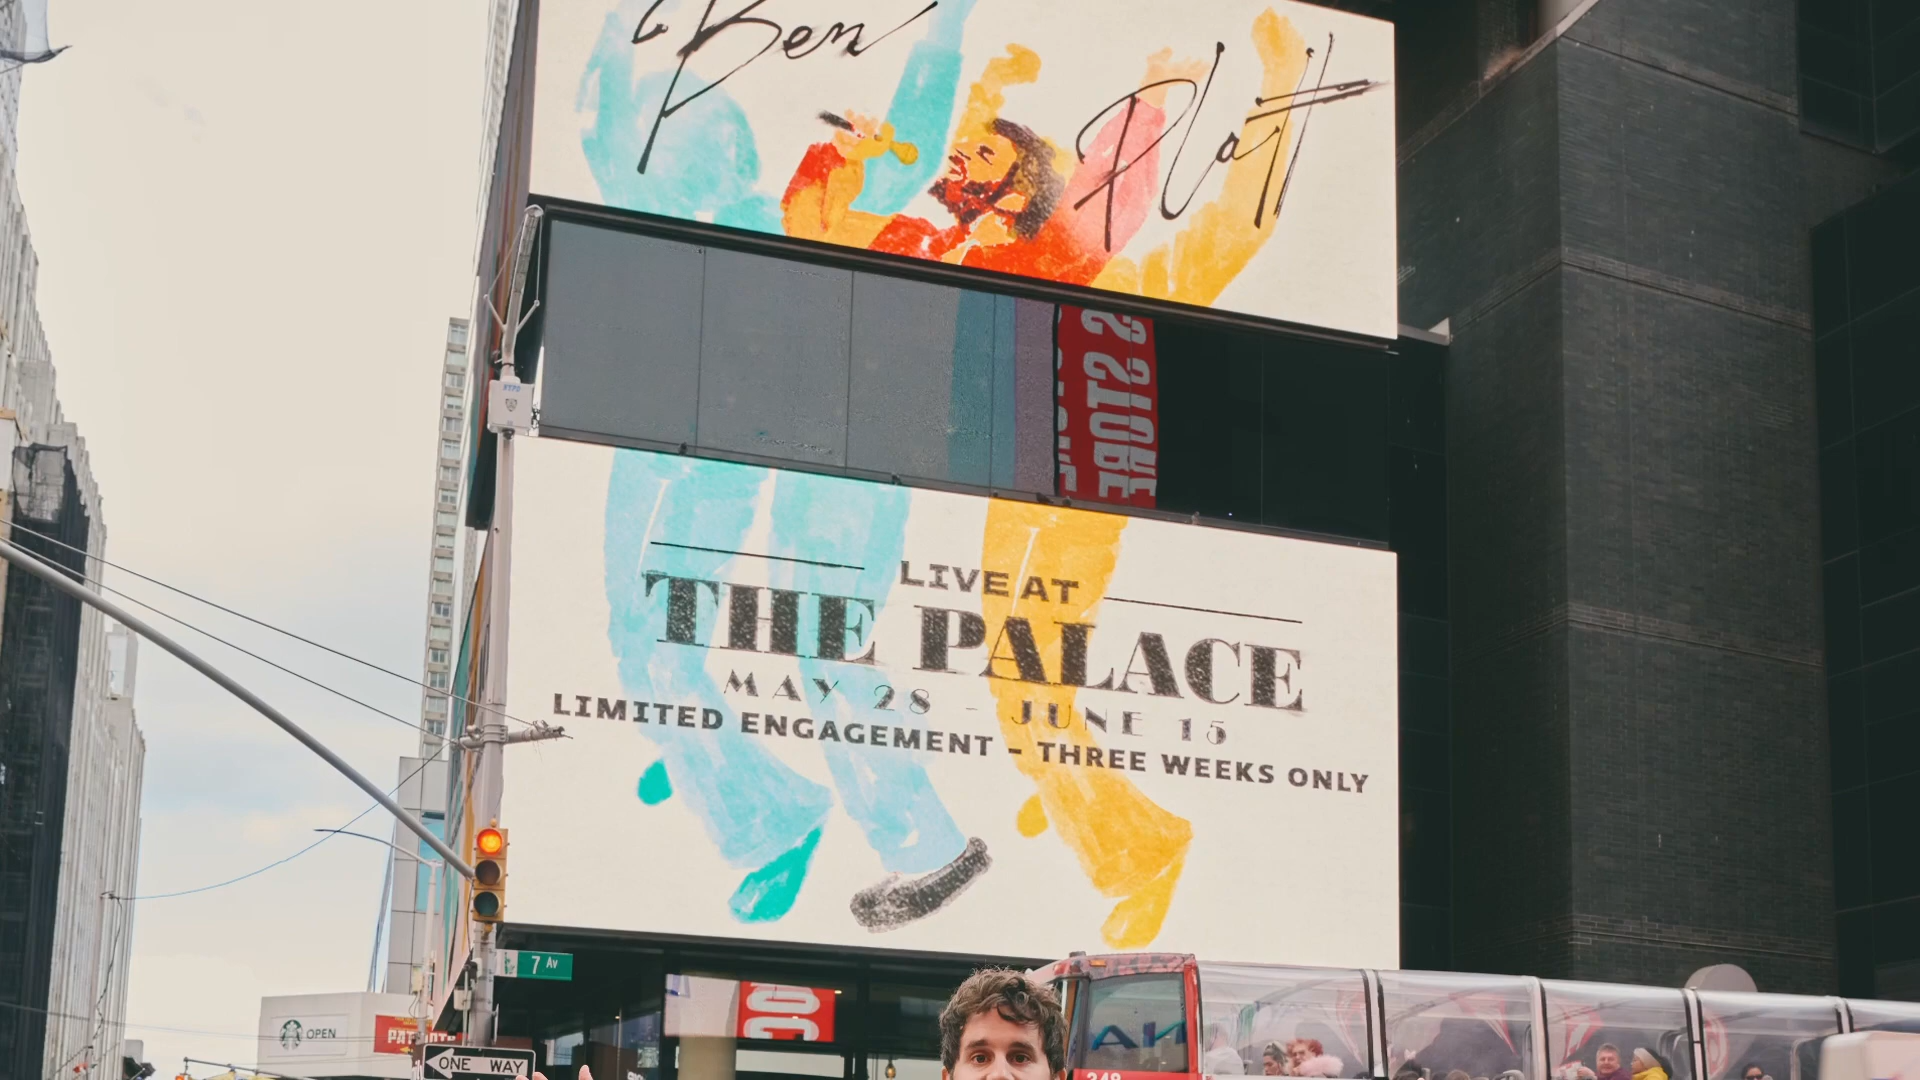 Ben
Platt
LIVE AT
THE PALACE
MAY 28 - JUNE 15
LIMITED ENGAGEMENT - THREE WEEKS ONLY
7 AV
OPEN
ONE WAY
349